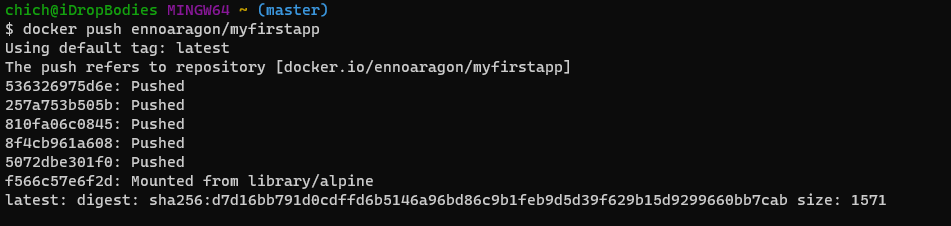 chich@iDropBodies MINGW64 ~ (master)
$ docker push ennoaragon/myfirstapp
Using default tag: latest
The push refers to repository [docker.io/ennoaragon/myfirstapp]
536326975d6e: Pushed
257a753b505b: Pushed
810fa06c0845: Pushed
8f4cb961a608: Pushed
5072dbe301f0: Pushed
f566c57e6f2d: Mounted from library/alpine
latest: digest: sha256:d7d16bb791d0cdffd6b5146a96bd86c9b1feb9d5d39f629b15d9299660bb7cab size: 1571